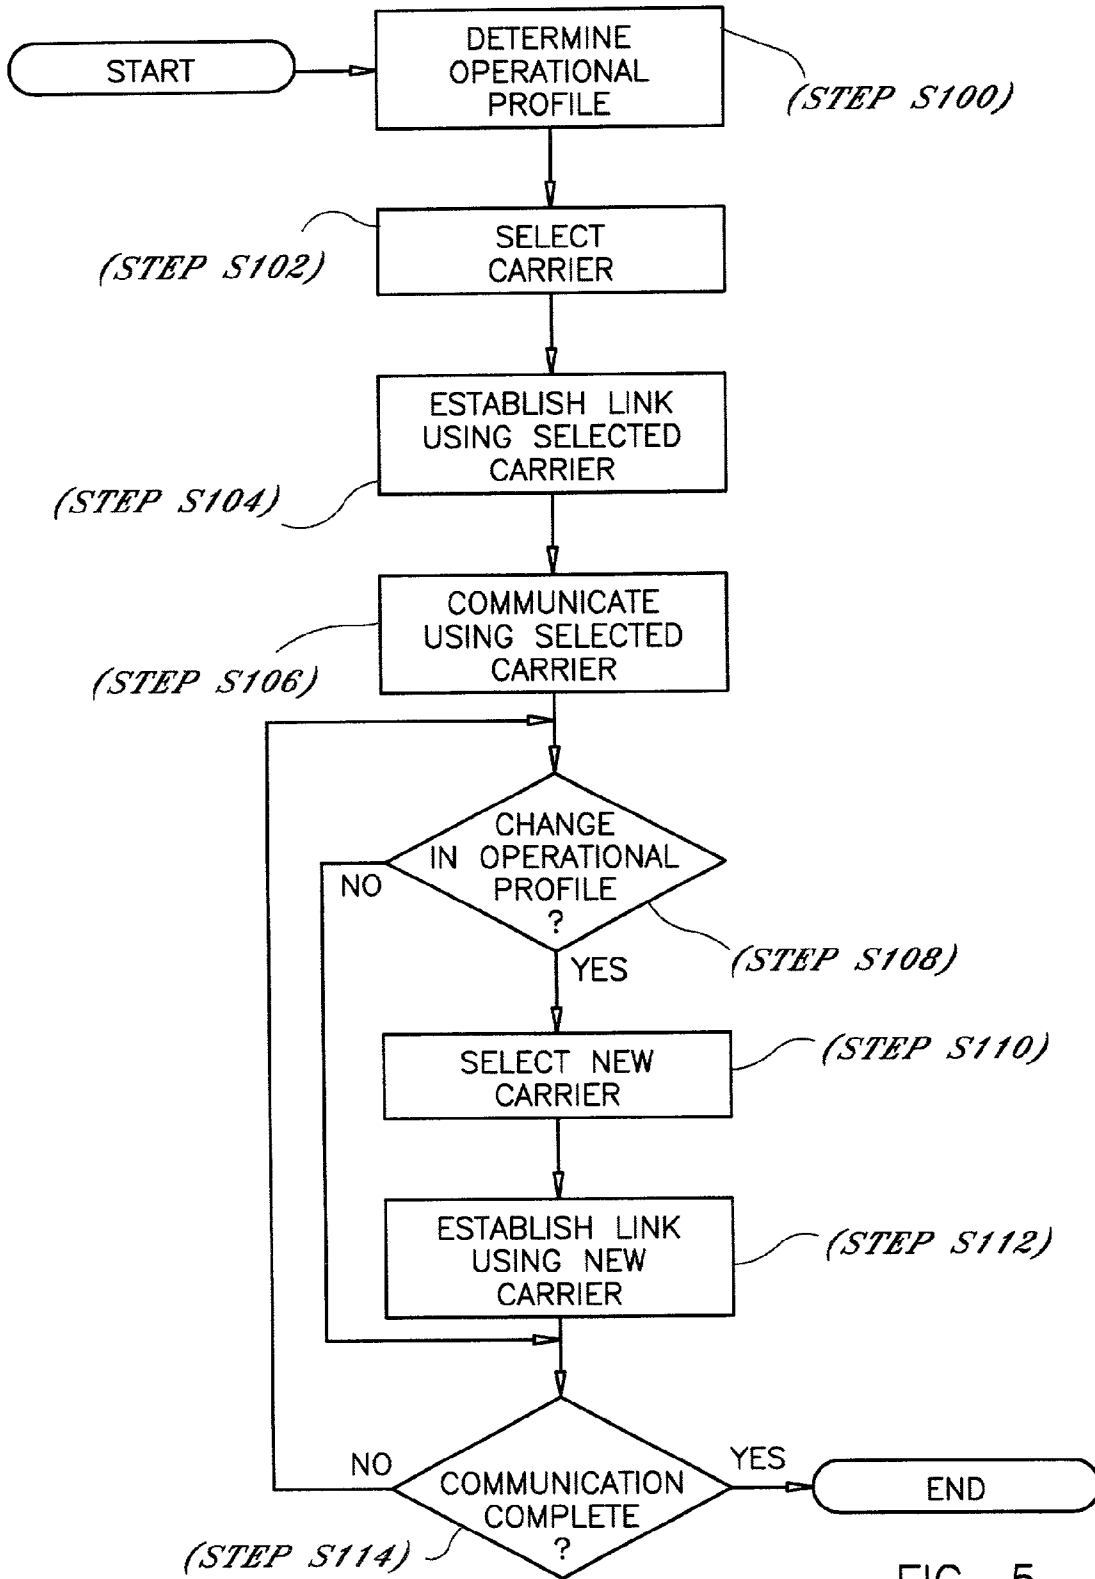 START
DETERMINE
OPERATIONAL
PROFILE
(STEP S100)
SELECT
CARRIER
(STEP S102)
ESTABLISH LINK
USING SELECTED
CARRIER
(STEP S104)
COMMUNICATE
USING SELECTED
CARRIER
(STEP S106)
CHANGE
IN OPERATIONAL
PROFILE
?
NO
YES
(STEP S108)
SELECT NEW
CARRIER
(STEP S110)
ESTABLISH LINK
USING NEW
CARRIER
(STEP S112)
NO
COMMUNICATION
COMPLETE
?
YES
END
(STEP S114)
FIG. 5